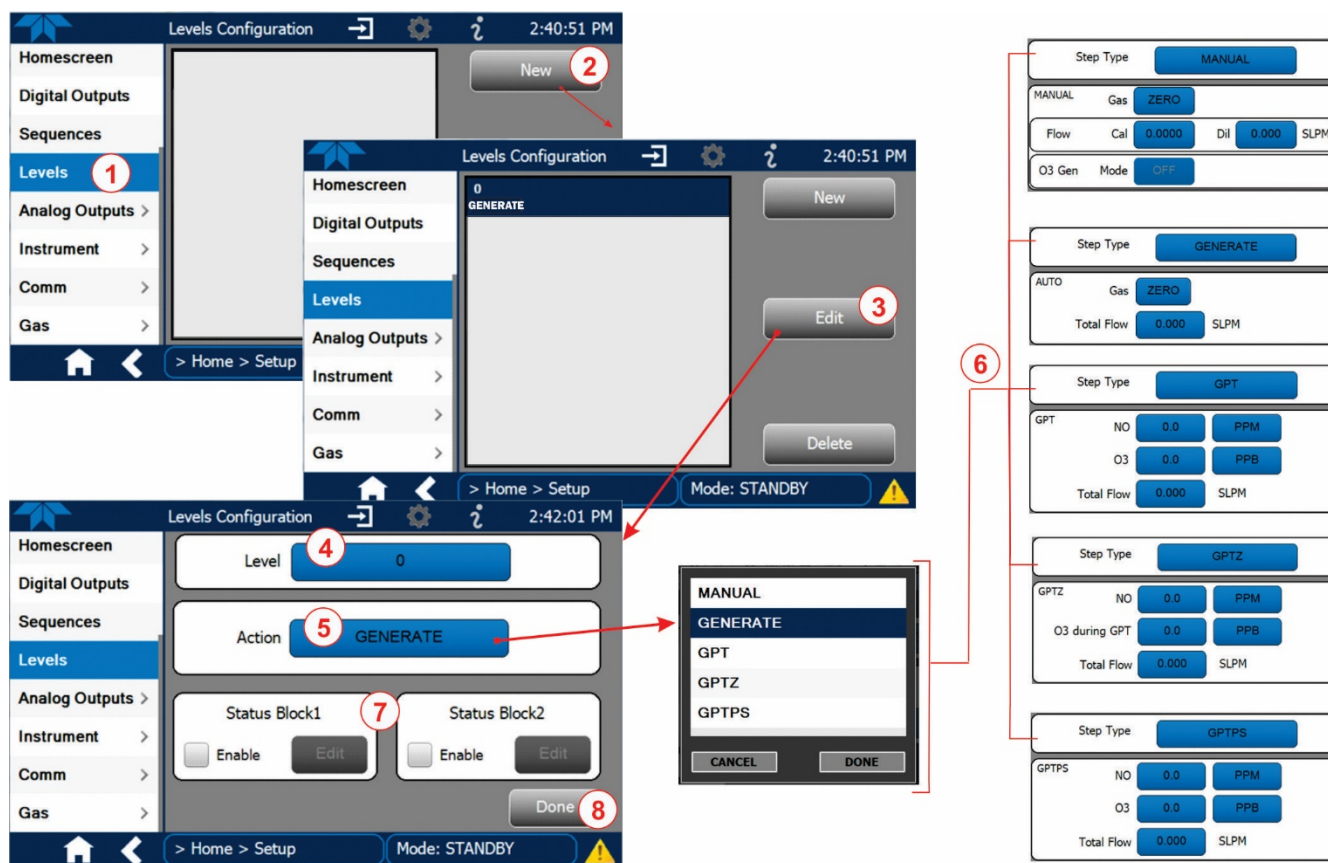 Levels Configuration 2:40:51 PM
Homescreen
Digital Outputs
Sequences
Levels 1
Analog Outputs >
Instrument >
Comm >
Gas >
New 2
> Home > Setup
Levels Configuration 2:40:51 PM
Homescreen
Digital Outputs
Sequences
Levels
Analog Outputs >
Instrument >
Comm >
Gas >
0
GENERATE
New
Edit 3
Delete
> Home > Setup Mode: STANDBY
Levels Configuration 2:42:01 PM
Homescreen
Digital Outputs
Sequences
Levels
Analog Outputs >
Instrument >
Comm >
Gas >
Level 4 0
Action 5 GENERATE
7
Status Block1
Enable Edit
Status Block2
Enable Edit
Done 8
> Home > Setup Mode: STANDBY
MANUAL
GENERATE
GPT
GPTZ
GPTPS
CANCEL DONE
6
Step Type MANUAL
MANUAL Gas ZERO
Flow Cal 0.0000 Dil 0.000 SLPM
O3 Gen Mode OFF
Step Type GENERATE
AUTO Gas ZERO
Total Flow 0.000 SLPM
Step Type GPT
GPT NO 0.0 PPM
O3 0.0 PPB
Total Flow 0.000 SLPM
Step Type GPTZ
GPTZ NO 0.0 PPM
O3 during GPT 0.0 PPB
Total Flow 0.000 SLPM
Step Type GPTPS
GPTPS NO 0.0 PPM
O3 0.0 PPB
Total Flow 0.000 SLPM